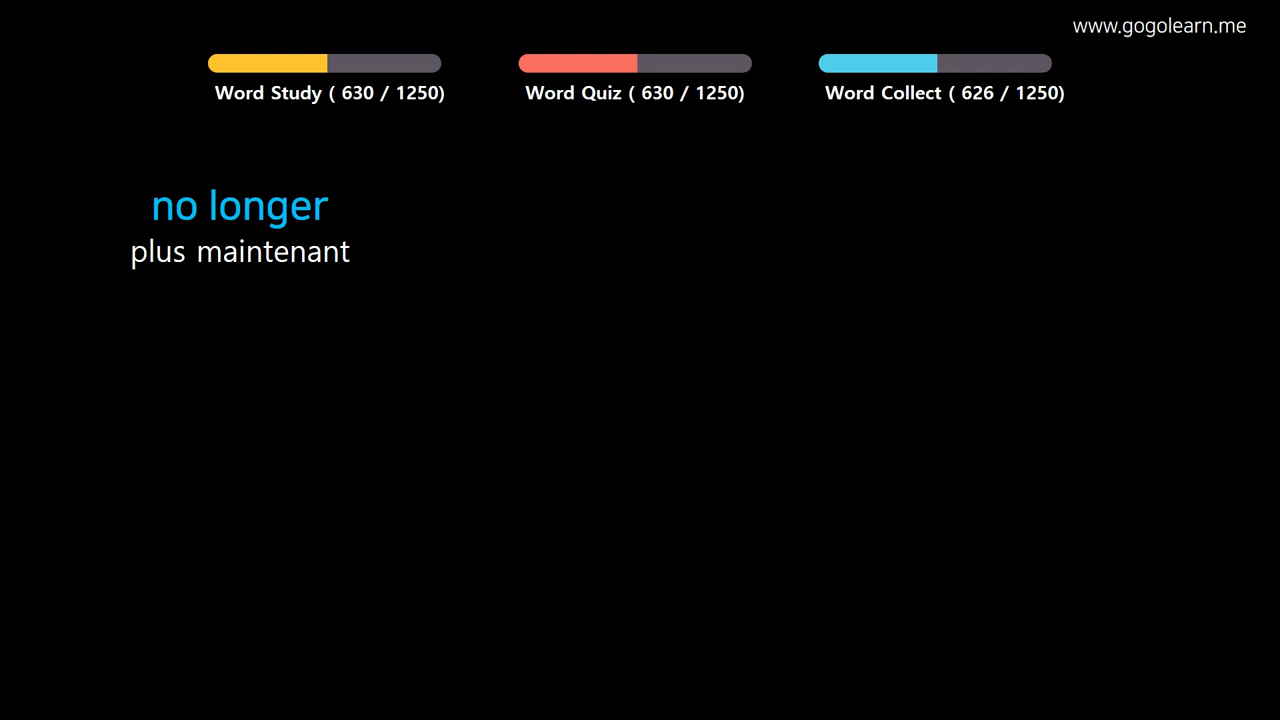 www.gogolearn.me
Word Study ( 630 / 1250)
Word Quiz ( 630 / 1250)
Word Collect ( 626 / 1250)
no longer
plus maintenant